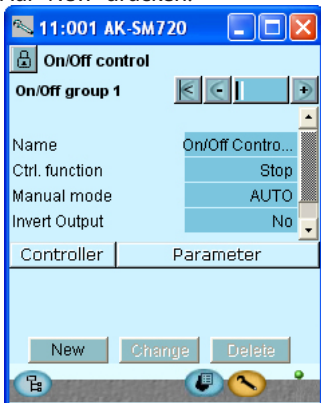 11:001 AK-SM720
On/Off control
On/Off group 1
Name On/Off Contro...
Ctrl. function Stop
Manual mode AUTO
Invert Output No
Controller Parameter
New Change Delete